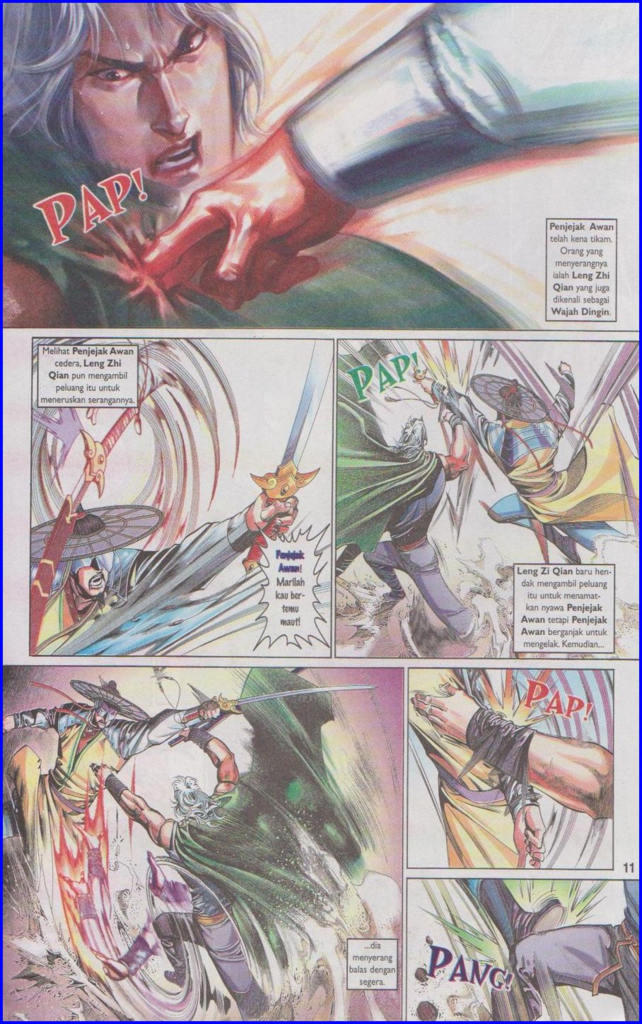 PAP!
Penjejak Awan
telah kena tikam.
Orang yang
menyerangnya
ialah Leng Zhi
Qian yang juga
dikenali sebagai
Wajah Dingin.
Melihat Penjejak Awan
cedera, Leng Zhi
Qian pun mengambil
peluang itu untuk
meneruskan serangannya.
Penjejak
Awan!
Marilah
kau ber-
temu
maut!
PAP!
Leng Zi Qian baru hen-
dak mengambil peluang
itu untuk menamat-
kan nyawa Penjejak
Awan tetapi Penjejak
Awan berganjak untuk
mengelak. Kemudian...
...dia
menyerang
balas dengan
segera.
PAP!
11
PANG!